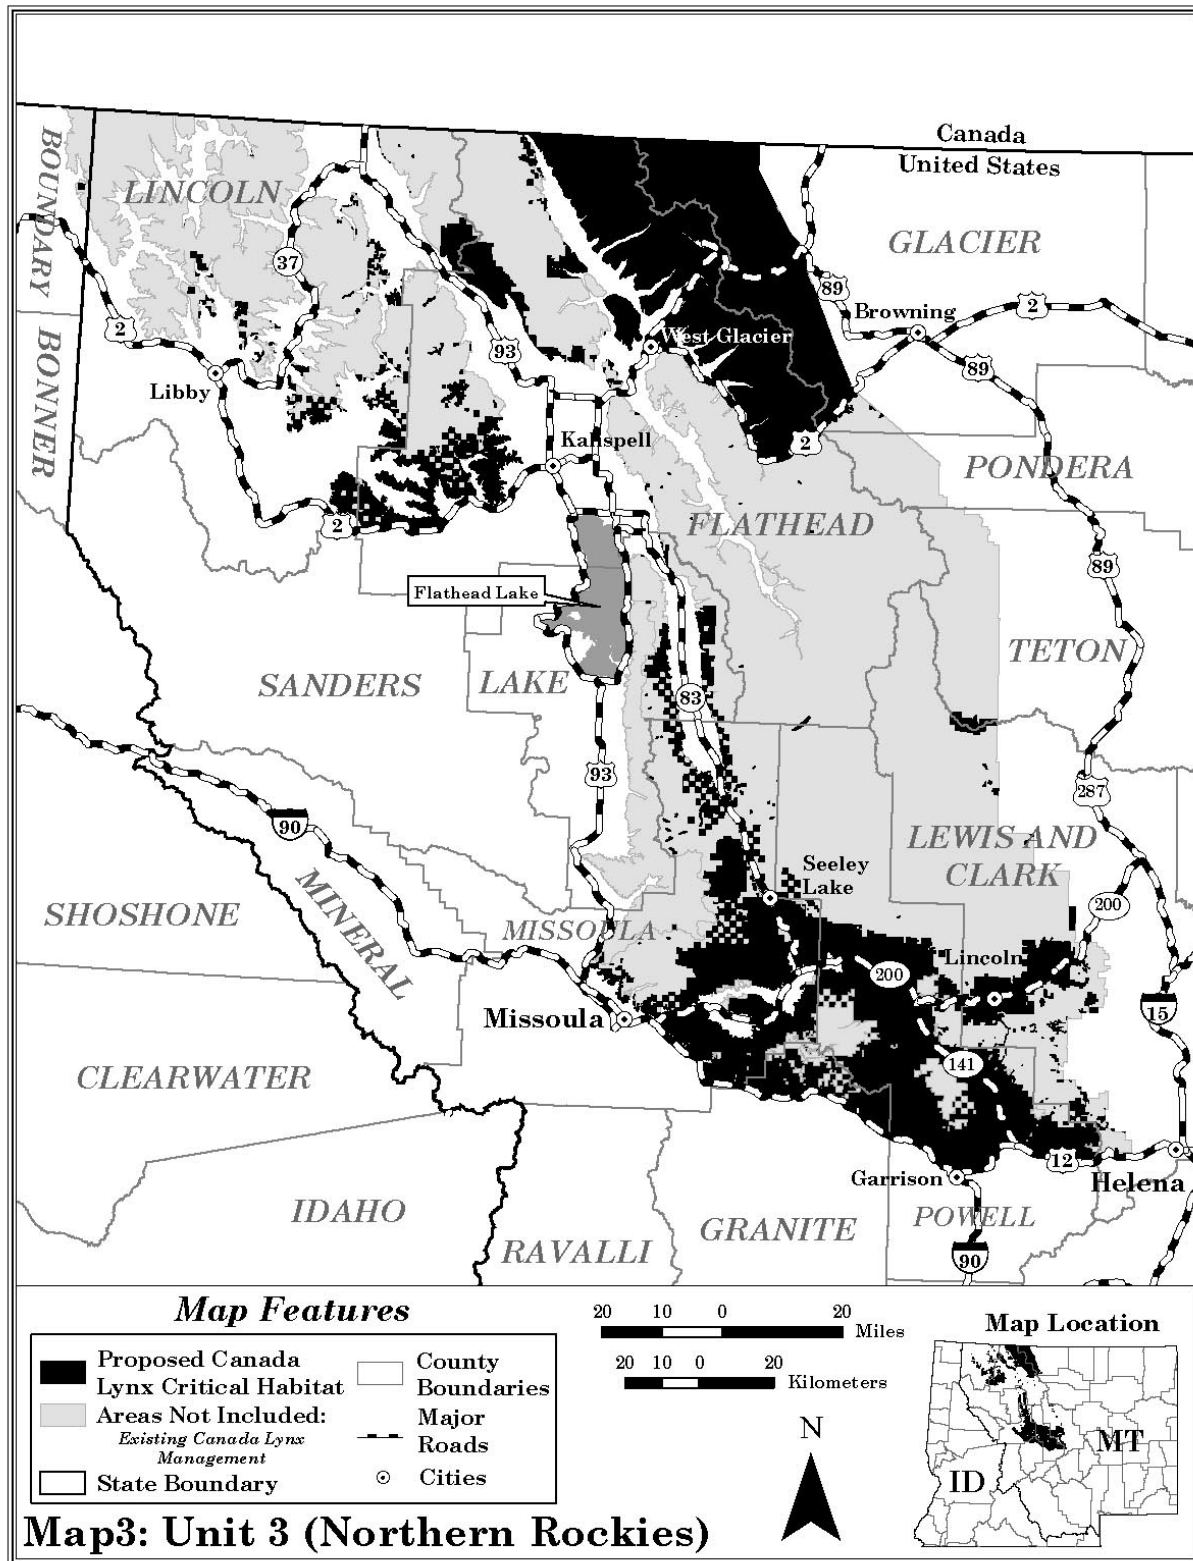 Canada
United States
BOUNDARY
LINCOLN
GLACIER
37
89
2
Browning
2
93
West Glacier
89
BONNER
Libby
2
Kalispell
PONDERA
2
FLATHEAD
89
Flathead Lake
TETON
SANDERS
LAKE
83
93
287
90
LEWIS AND
CLARK
Seeley
Lake
200
SHOSHONE
MINERAL
MISSOULA
Lincoln
200
Missoula
15
141
CLEARWATER
12
Garrison
Helena
IDAHO
POWELL
GRANITE
RAVALLI
90
Map Features
Proposed Canada
Lynx Critical Habitat
Areas Not Included:
Existing Canada Lynx
Management
State Boundary
County
Boundaries
Major
Roads
Cities
20 10 0 20
Miles
20 10 0 20
Kilometers
N
Map Location
MT
ID
Map3: Unit 3 (Northern Rockies)